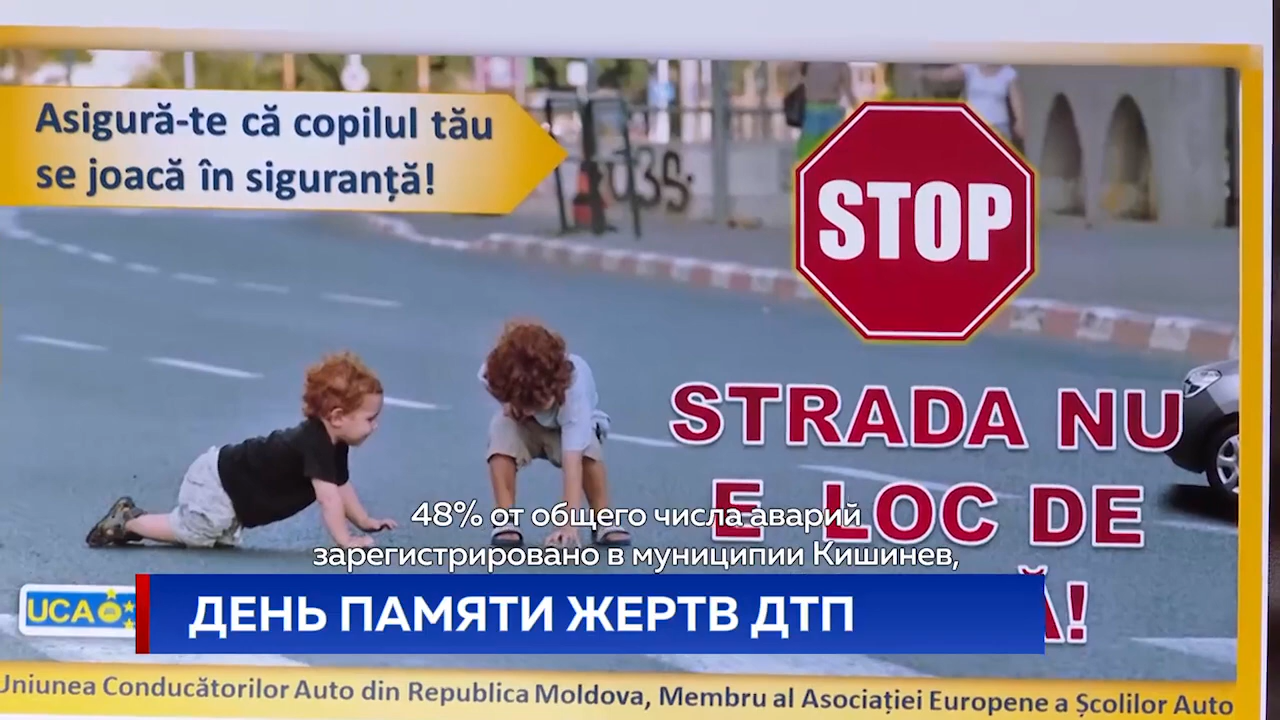 Asigură-te că copilul tău
se joacă în siguranță!
STOP
STRADA NU
E LOC DE
Ă!
48% от общего числа аварий
зарегистрировано в муниципии Кишинев,
UCA
ДЕНЬ ПАМЯТИ ЖЕРТВ ДТП
Uniunea Conducătorilor Auto din Republica Moldova, Membru al Asociației Europene a Școlilor Auto